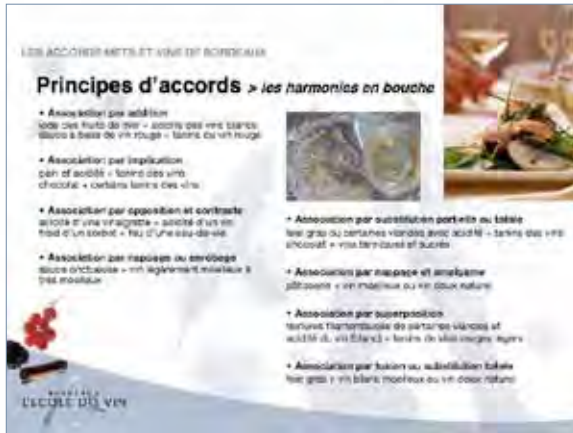 LES ACCORDS METS ET VINS DE BORDEAUX
Principes d'accords > les harmonies en bouche
• Association par addition
iode des fruits de mer + acidité des vins blancs
sauce à base de vin rouge + tanins du vin rouge
• Association par implication
pain et acidité + tanins des vins
chocolat + certains tanins des vins
• Association par opposition et contraste
acidité d'une vinaigrette + acidité d'un vin
froid d'un sorbet + feu d'une eau-de-vie
• Association par nappage ou enrobage
sauce onctueuse + vin légèrement moelleux à
très moelleux
• Association par substitution partielle ou totale
foie gras ou certaines viandes avec acidité + tanins des vins
chocolat + vins tanniques et sucrés
• Association par nappage et amalgame
pâtisserie + vin moelleux ou vin doux naturel
• Association par superposition
textures filamenteuses de certaines viandes et
acidité du vin blanc + tanins de vins rouges légers
• Association par fusion ou substitution totale
foie gras + vin blanc moelleux ou vin doux naturel
BORDEAUX
L'ECOLE DU VIN